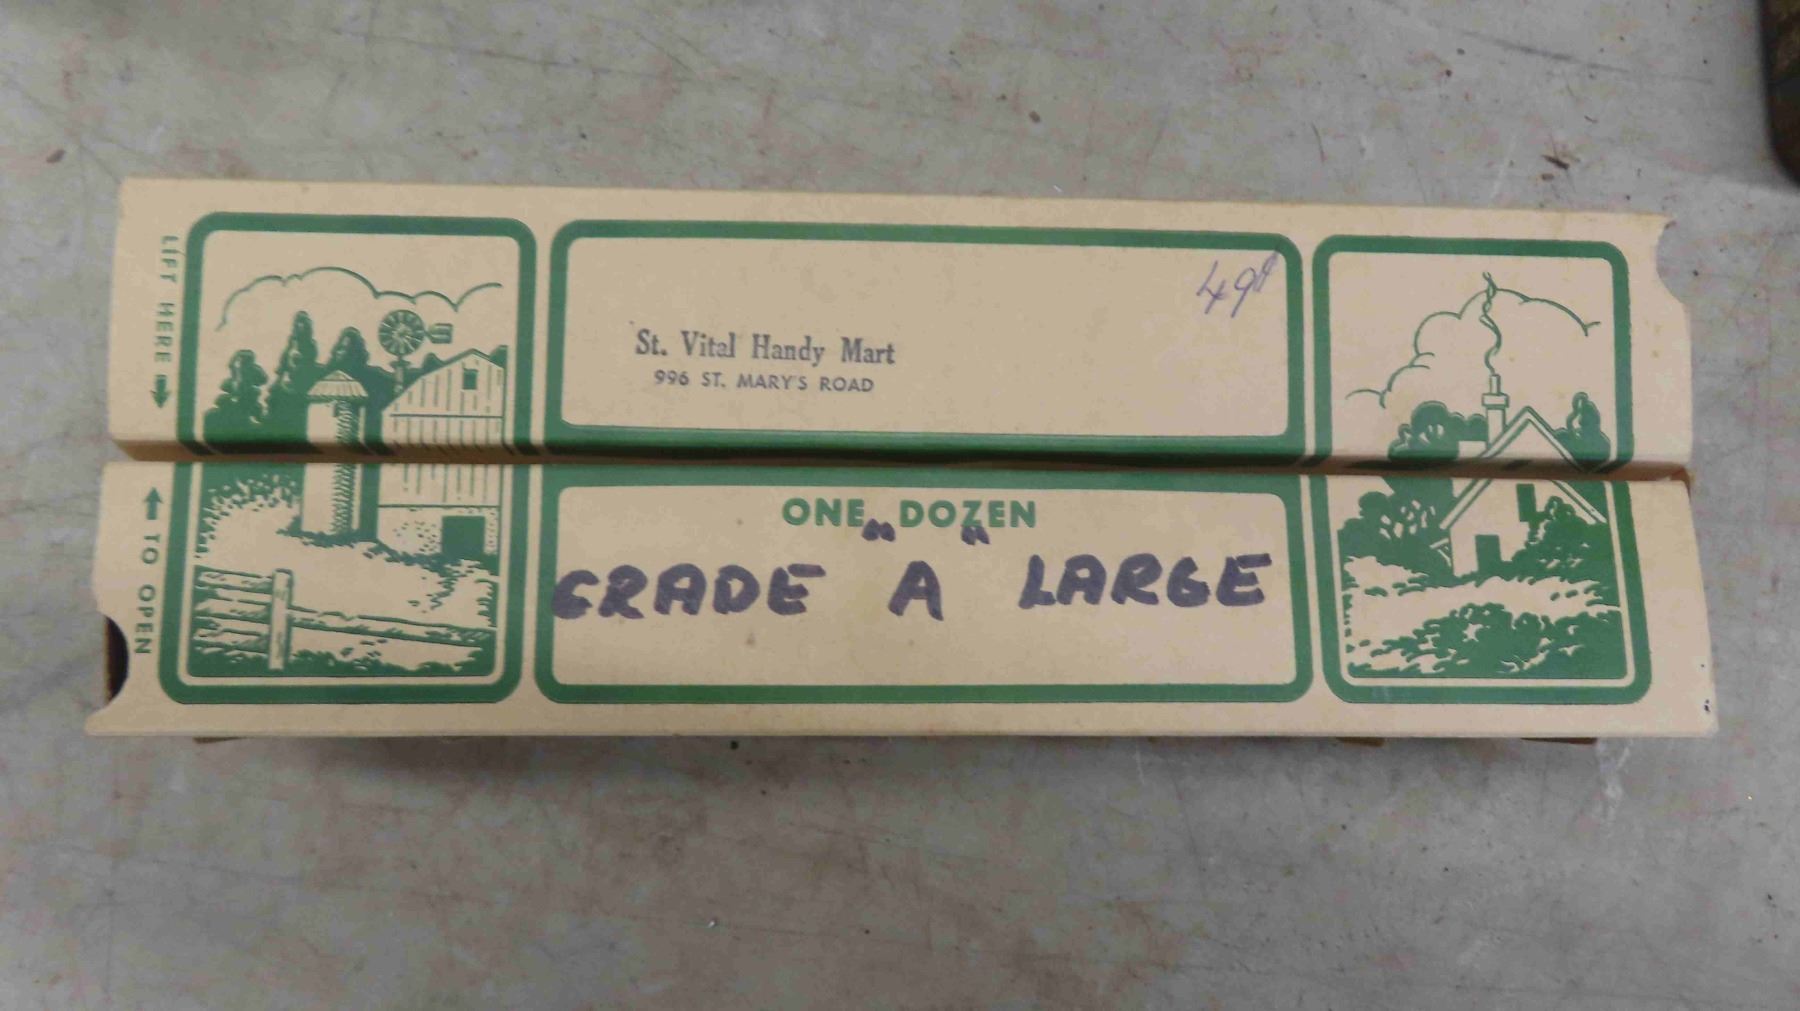 LIFT HERE
49¢
St. Vital Handy Mart
996 ST. MARY'S ROAD
TO OPEN
ONE DOZEN
GRADE "A" LARGE